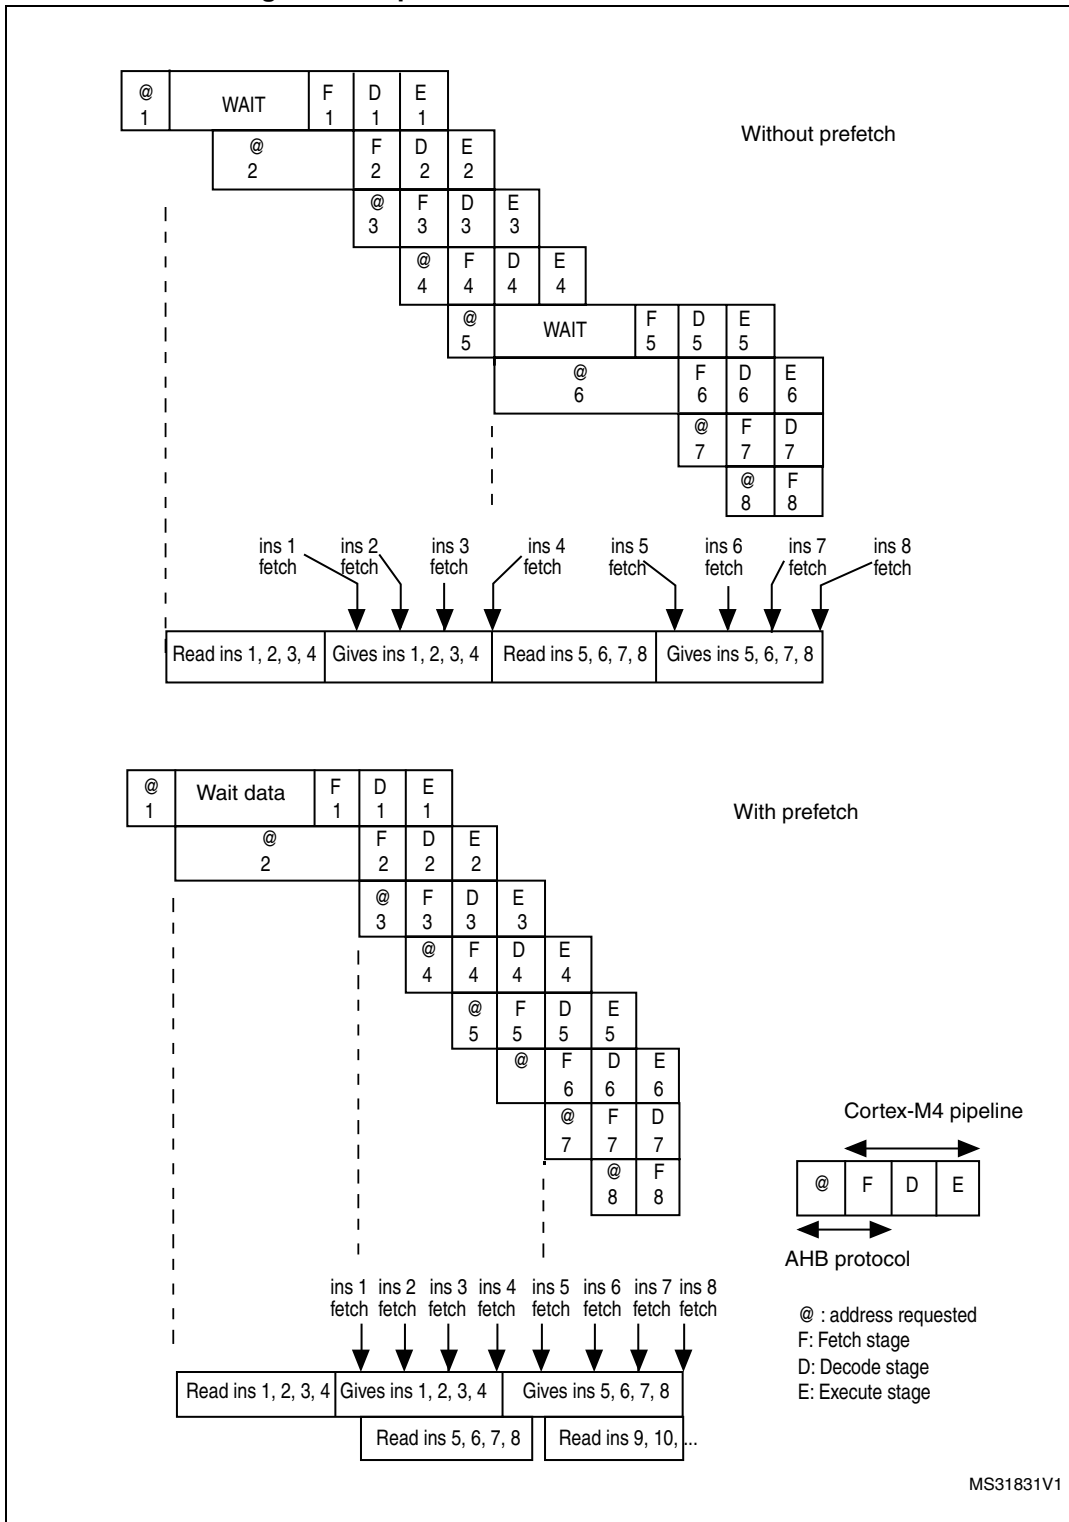 @ WAIT F D E
1 1 1 1
Without prefetch
@ F D E
2 2 2 2
@ F D E
3 3 3 3
@ F D E
4 4 4 4
@ WAIT F D E
5 5 5 5
@ F D E
6 6 6 6
@ F D
7 7 7
@ F
8 8
ins 1 ins 2 ins 3 ins 4 ins 5 ins 6 ins 7 ins 8
fetch fetch fetch fetch fetch fetch fetch fetch
Read ins 1, 2, 3, 4 Gives ins 1, 2, 3, 4 Read ins 5, 6, 7, 8 Gives ins 5, 6, 7, 8
@ Wait data F D E
1 1 1 1
With prefetch
@ F D E
2 2 2 2
@ F D E
3 3 3 3
@ F D E
4 4 4 4
@ F D E
5 5 5 5
@ F D E
6 6 6
@ F D
7 7 7
@ F
8 8
Cortex-M4 pipeline
@ F D E
AHB protocol
ins 1 ins 2 ins 3 ins 4 ins 5 ins 6 ins 7 ins 8
fetch fetch fetch fetch fetch fetch fetch fetch
@ : address requested
F: Fetch stage
D: Decode stage
E: Execute stage
Read ins 1, 2, 3, 4 Gives ins 1, 2, 3, 4 Gives ins 5, 6, 7, 8
Read ins 5, 6, 7, 8 Read ins 9, 10, ...
MS31831V1